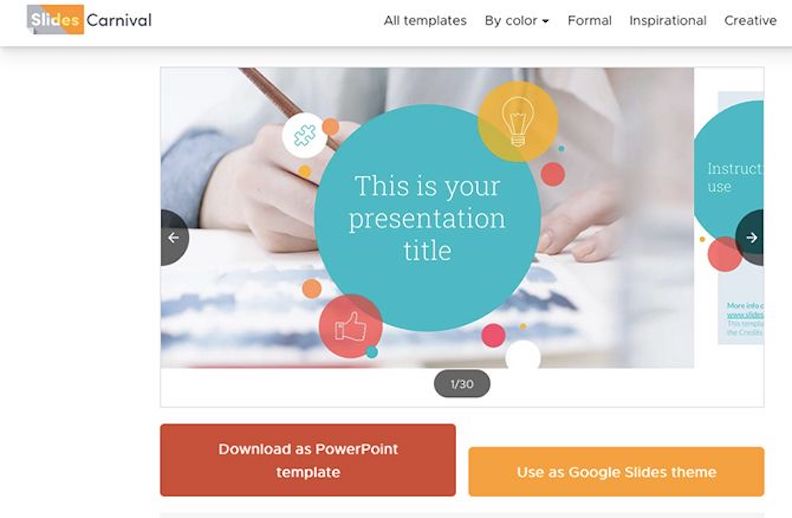 Slides Carnival
All templates By color Formal Inspirational Creative
This is your
presentation
title
Instruct
use
More info
www.slides
This templa
the Credits
1/30
Download as PowerPoint
template
Use as Google Slides theme